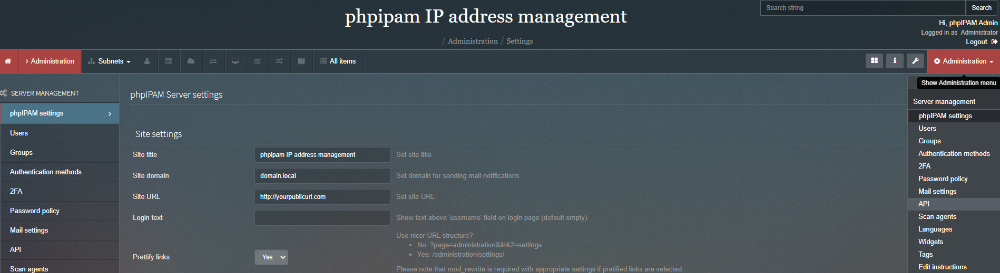 phpipam IP address management
Search string
Search
Hi, phpIPAM Admin
Logged in as Administrator
Logout
/ Administration / Settings
Administration
Subnets
All items
Administration
Show Administration menu
SERVER MANAGEMENT
phpIPAM settings
Users
Groups
Authentication methods
2FA
Password policy
Mail settings
API
Scan agents
phpIPAM Server settings
Site settings
Site title phpipam IP address management Set site title
Site domain domain.local Set domain for sending mail notifications
Site URL http://yourpublicurl.com Set site URL
Login text Show text above 'username' field on login page (default empty)
Use nicer URL structure?
• No: ?page=administration&link2=settings
Prettify links Yes
• Yes: /administration/settings/
Please note that mod_rewrite is required with appropriate settings if prettified links are selected.
Server management
phpIPAM settings
Users
Groups
Authentication methods
2FA
Password policy
Mail settings
API
Scan agents
Languages
Widgets
Tags
Edit instructions